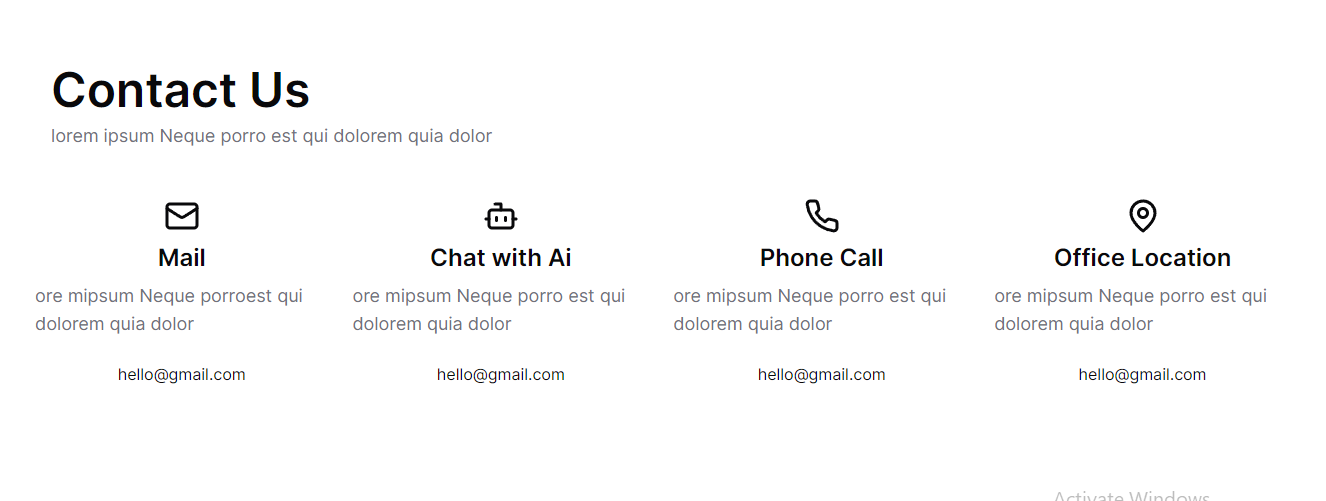 Contact Us
lorem ipsum Neque porro est qui dolorem quia dolor
Mail
ore mipsum Neque porroest qui
dolorem quia dolor
hello@gmail.com
Chat with Ai
ore mipsum Neque porro est qui
dolorem quia dolor
hello@gmail.com
Phone Call
ore mipsum Neque porro est qui
dolorem quia dolor
hello@gmail.com
Office Location
ore mipsum Neque porro est qui
dolorem quia dolor
hello@gmail.com
Activate Windows